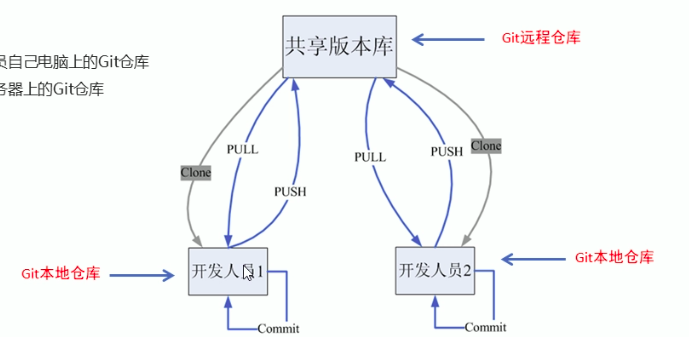 共享版本库
Git远程仓库
员自己电脑上的Git仓库
务器上的Git仓库
PULL
PULL
PUSH
Clone
Clone
PUSH
开发人员1
开发人员2
Git本地仓库
Git本地仓库
Commit
Commit